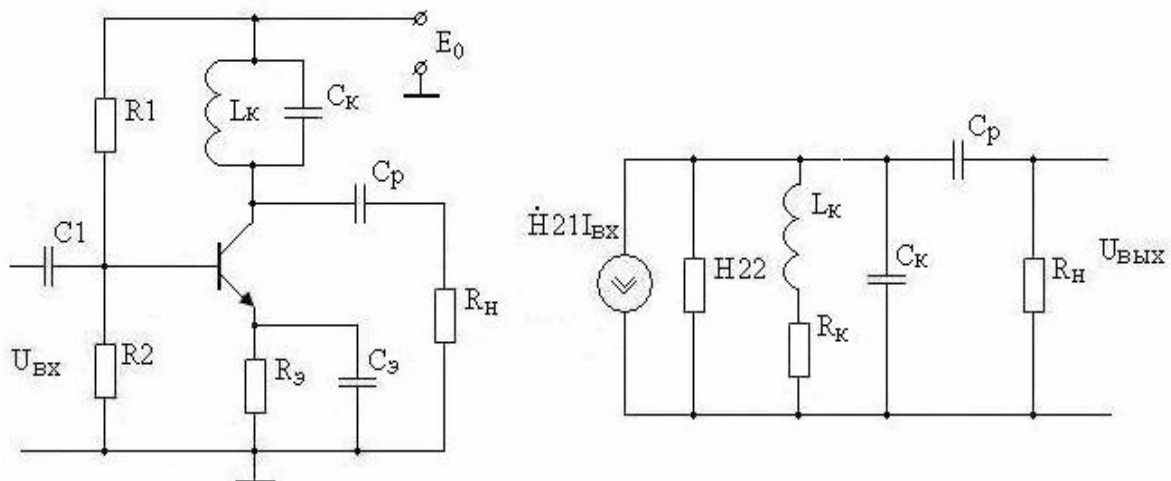 E₀
R1
Lк
Cк
Cр
C1
Rн
Uвх
R2
Rэ
Cэ
Ḣ21Iвх
H22
Lк
Rк
Cк
Cр
Rн
Uвых